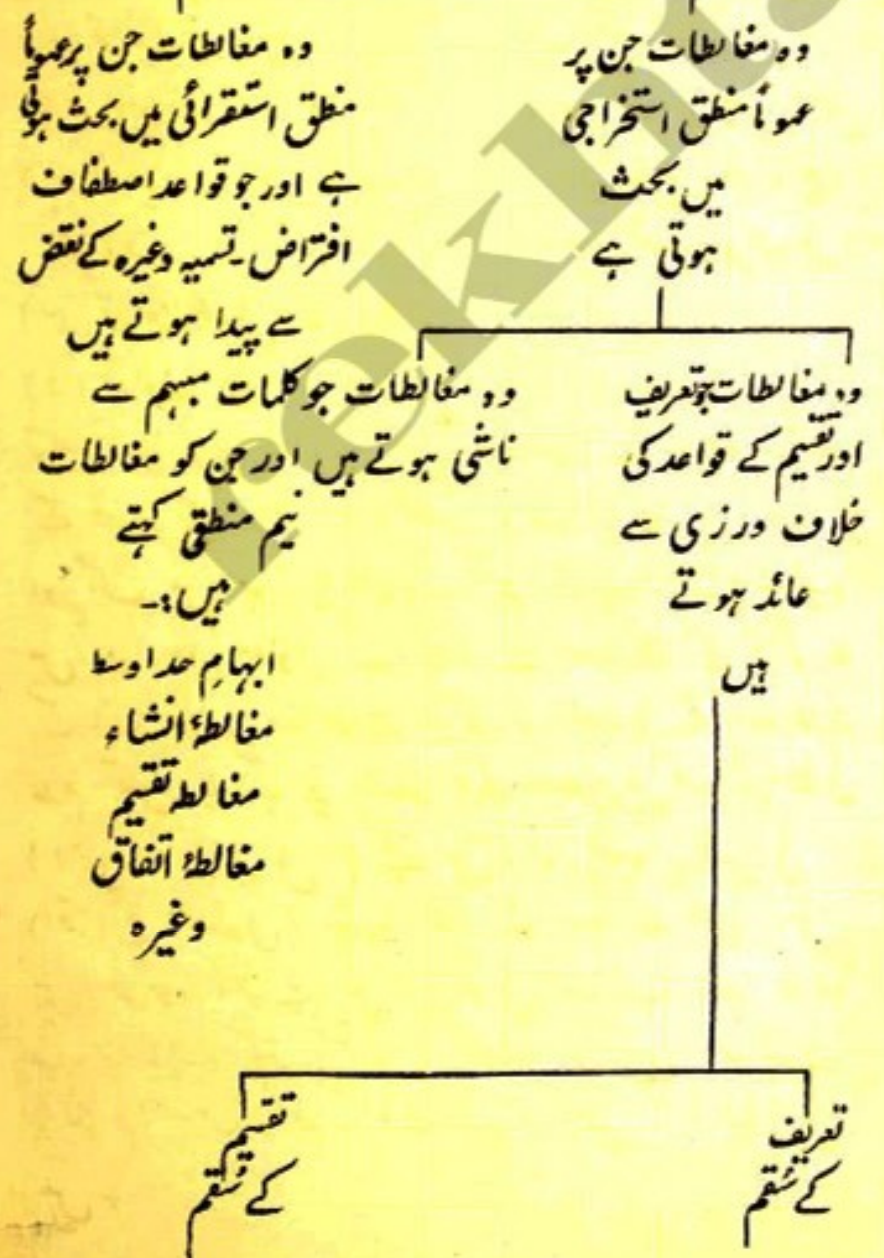 وہ مغالطات جن پر
عموماً منطق استخراجی
میں بحث
ہوتی ہے
وہ مغالطات جن پر عموماً
منطق استقرائی میں بحث ہوتی
ہے اور جو قواعد اصطفاف
افتراض۔ تسمیہ وغیرہ کے نقض
سے پیدا ہوتے ہیں
وہ مغالطات جو تعریف
اور تقسیم کے قواعد کی
خلاف ورزی سے
عائد ہوتے
ہیں
وہ مغالطات جو کلمات مبہم سے
ناشی ہوتے ہیں اور جن کو مغالطات
نیم منطقی کہتے
ہیں:۔
ابہامِ حد اوسط
مغالطۂ انشاء
مغالطہ تقسیم
مغالطۂ اتفاق
وغیرہ
تعریف
کے سُقم
تقسیم
کے سُقم
rekhta